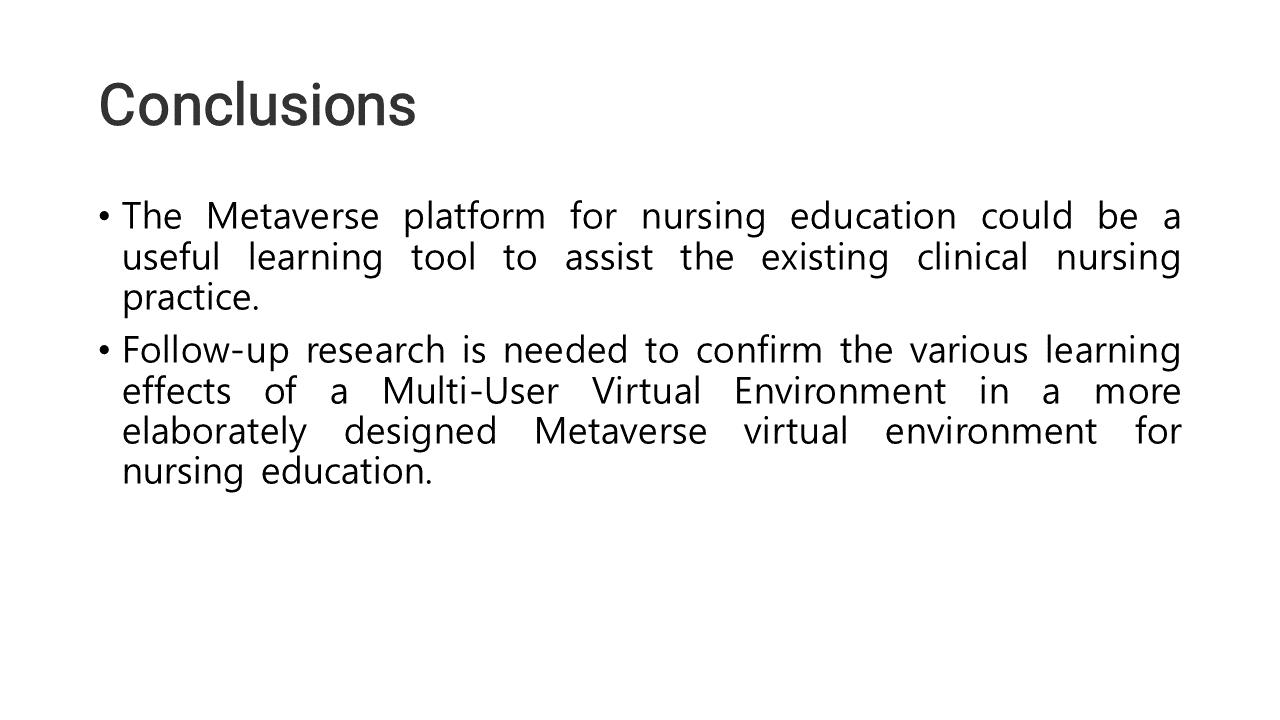 Conclusions
• The Metaverse platform for nursing education could be a
useful learning tool to assist the existing clinical nursing
practice.
• Follow-up research is needed to confirm the various learning
effects of a Multi-User Virtual Environment in a more
elaborately designed Metaverse virtual environment for
nursing education.